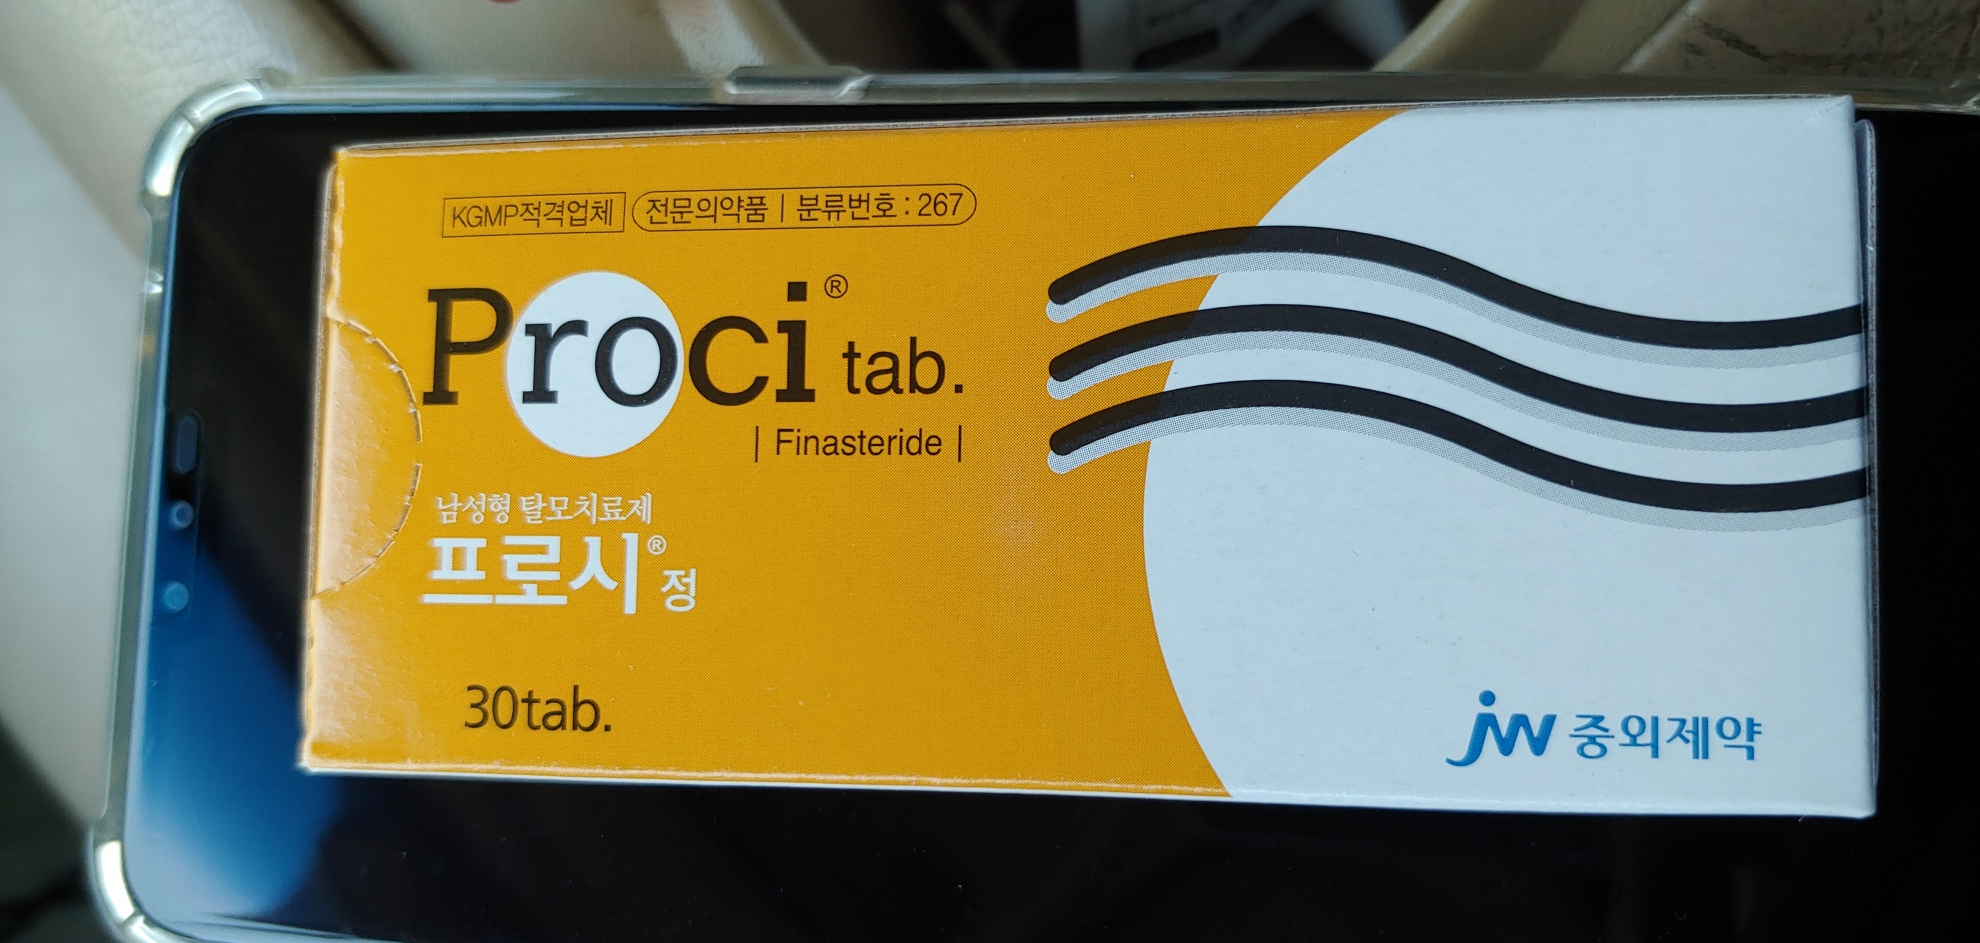 KGMP적격업체 전문의약품 | 분류번호 : 267
Proci® tab.
| Finasteride |
남성형 탈모치료제
프로시® 정
30tab.
jw 중외제약